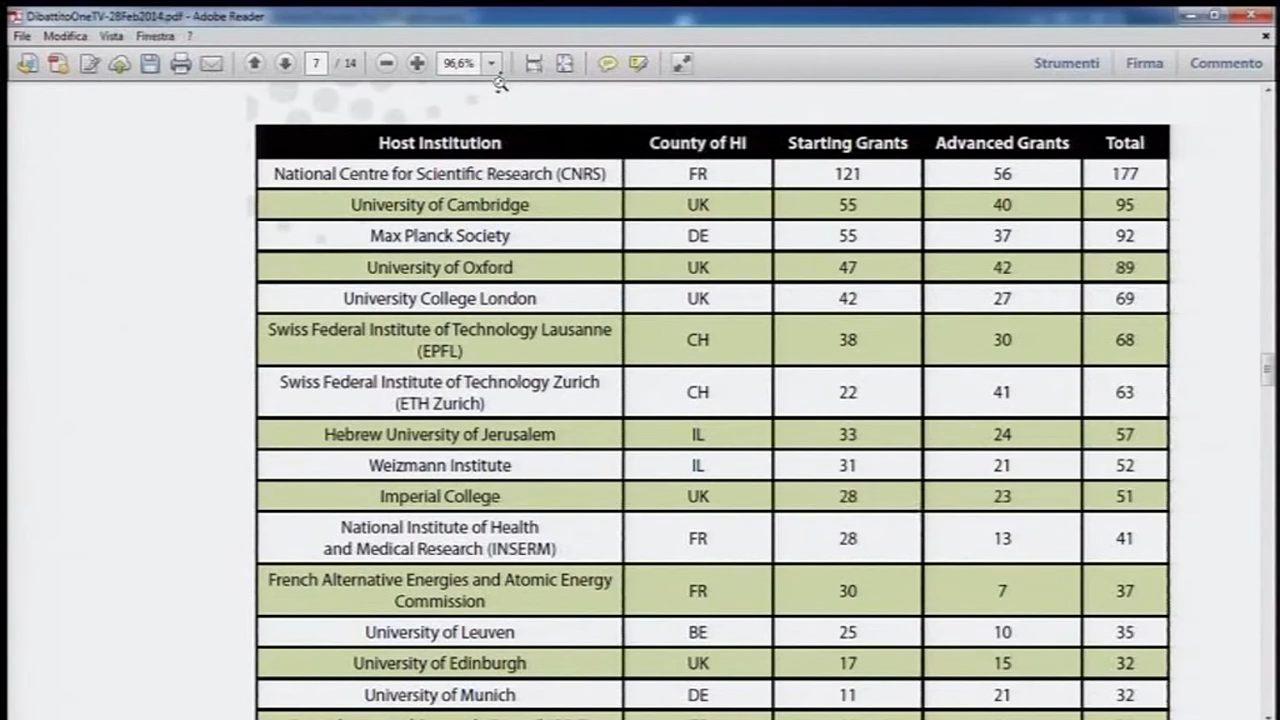 DibattitoOneTV-28Feb2014.pdf - Adobe Reader
File Modifica Vista Finestra ?
7 / 14 96,6% Strumenti Firma Commento
Host Institution County of HI Starting Grants Advanced Grants Total
National Centre for Scientific Research (CNRS) FR 121 56 177
University of Cambridge UK 55 40 95
Max Planck Society DE 55 37 92
University of Oxford UK 47 42 89
University College London UK 42 27 69
Swiss Federal Institute of Technology Lausanne
(EPFL) CH 38 30 68
Swiss Federal Institute of Technology Zurich
(ETH Zurich) CH 22 41 63
Hebrew University of Jerusalem IL 33 24 57
Weizmann Institute IL 31 21 52
Imperial College UK 28 23 51
National Institute of Health
and Medical Research (INSERM) FR 28 13 41
French Alternative Energies and Atomic Energy
Commission FR 30 7 37
University of Leuven BE 25 10 35
University of Edinburgh UK 17 15 32
University of Munich DE 11 21 32